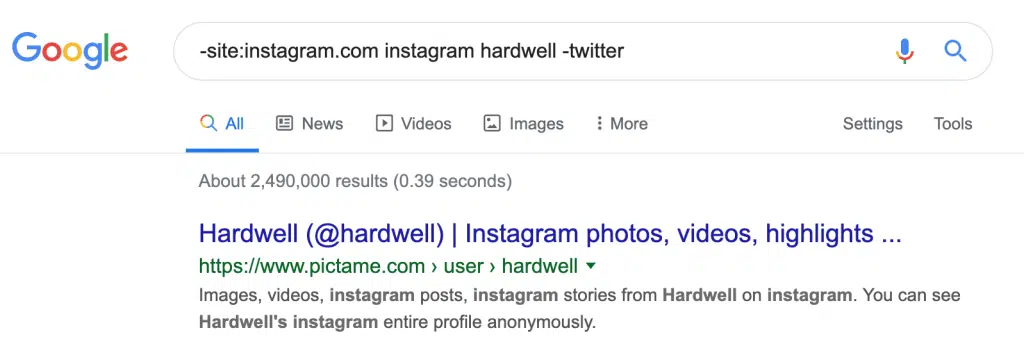 Google
-site:instagram.com instagram hardwell -twitter
All News Videos Images More Settings Tools
About 2,490,000 results (0.39 seconds)
Hardwell (@hardwell) | Instagram photos, videos, highlights ...
https://www.pictame.com › user › hardwell
Images, videos, instagram posts, instagram stories from Hardwell on instagram. You can see
Hardwell's instagram entire profile anonymously.